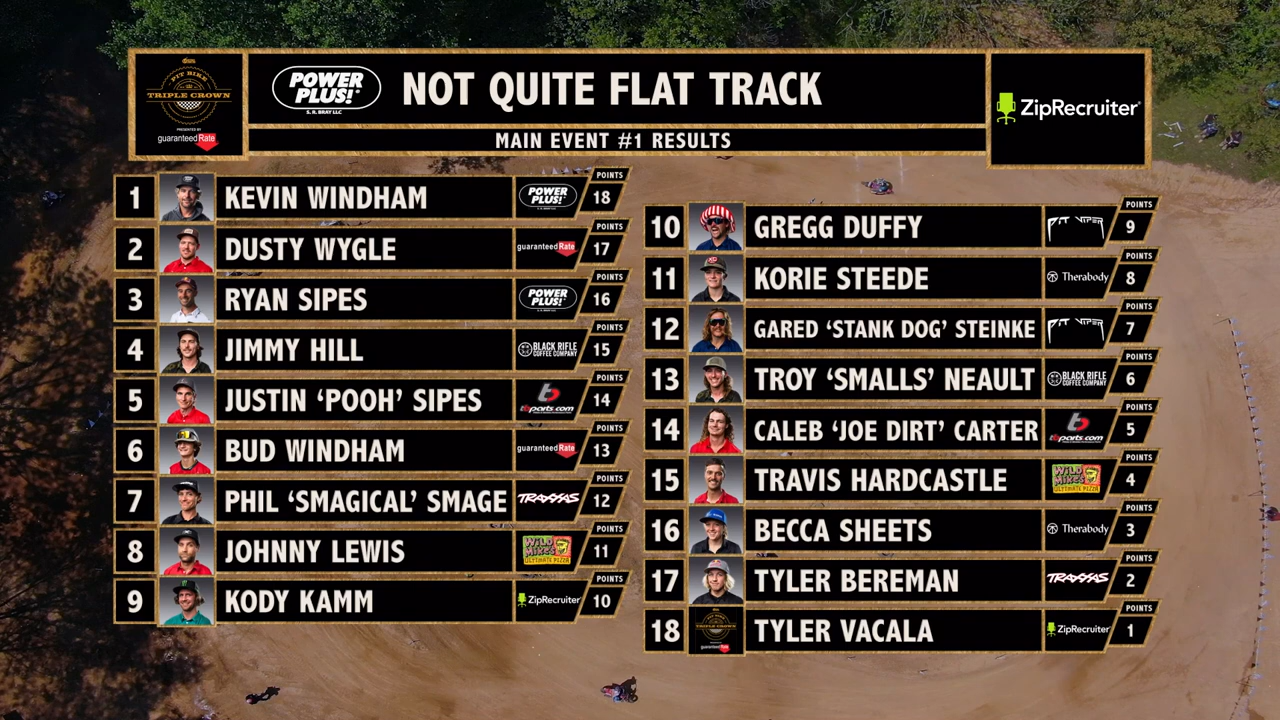 PIT BIKE
TRIPLE CROWN
PRESENTED BY
guaranteed Rate
POWER PLUS!
S. R. BRAY LLC
NOT QUITE FLAT TRACK
MAIN EVENT #1 RESULTS
ZipRecruiter
1 KEVIN WINDHAM POWER PLUS! POINTS 18
2 DUSTY WYGLE guaranteed Rate POINTS 17
3 RYAN SIPES POWER PLUS! POINTS 16
4 JIMMY HILL BLACK RIFLE COFFEE COMPANY POINTS 15
5 JUSTIN ‘POOH’ SIPES tbparts.com POINTS 14
6 BUD WINDHAM guaranteed Rate POINTS 13
7 PHIL ‘SMAGICAL’ SMAGE TRAXXAS POINTS 12
8 JOHNNY LEWIS WILD MIKE'S ULTIMATE PIZZA POINTS 11
9 KODY KAMM ZipRecruiter POINTS 10
10 GREGG DUFFY PIT VIPER POINTS 9
11 KORIE STEEDE Therabody POINTS 8
12 GARED ‘STANK DOG’ STEINKE PIT VIPER POINTS 7
13 TROY ‘SMALLS’ NEAULT BLACK RIFLE COFFEE COMPANY POINTS 6
14 CALEB ‘JOE DIRT’ CARTER tbparts.com POINTS 5
15 TRAVIS HARDCASTLE WILD MIKE'S ULTIMATE PIZZA POINTS 4
16 BECCA SHEETS Therabody POINTS 3
17 TYLER BEREMAN TRAXXAS POINTS 2
18 TRIPLE CROWN guaranteed Rate TYLER VACALA ZipRecruiter POINTS 1